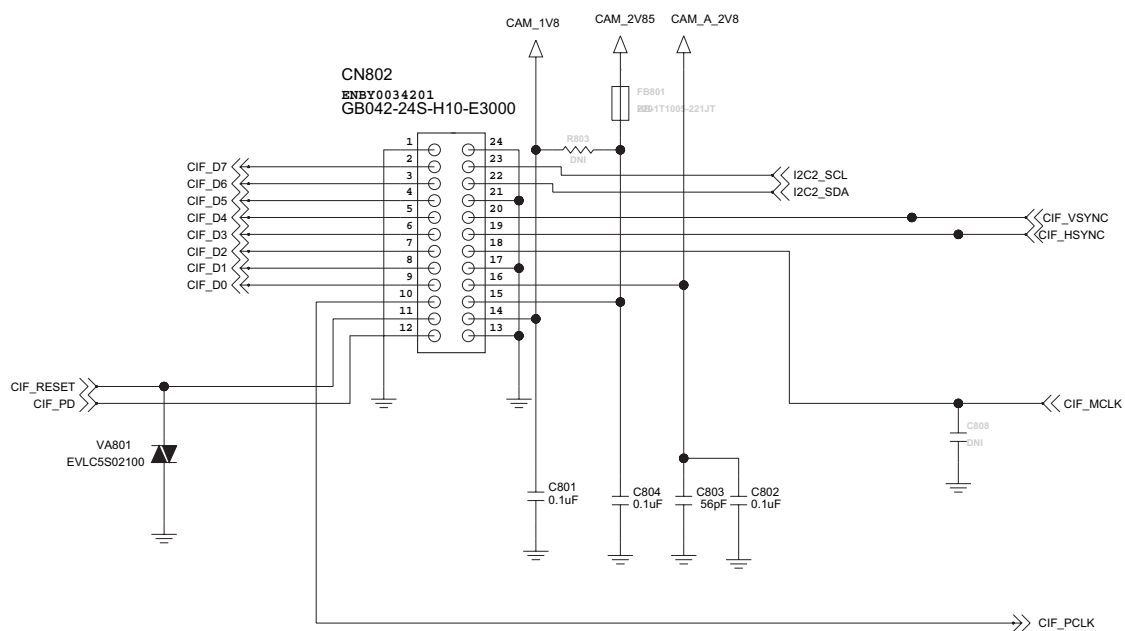 CAM_1V8
CAM_2V85
CAM_A_2V8
CN802
ENBY0034201
GB042-24S-H10-E3000
FB801
R803
DNI
1
2
3
4
5
6
7
8
9
10
11
12
24
23
22
21
20
19
18
17
16
15
14
13
CIF_D7
CIF_D6
CIF_D5
CIF_D4
CIF_D3
CIF_D2
CIF_D1
CIF_D0
I2C2_SCL
I2C2_SDA
CIF_VSYNC
CIF_HSYNC
CIF_RESET
CIF_PD
CIF_MCLK
C808
DNI
VA801
EVLC5S02100
C801
0.1uF
C804
0.1uF
C803
56pF
C802
0.1uF
CIF_PCLK